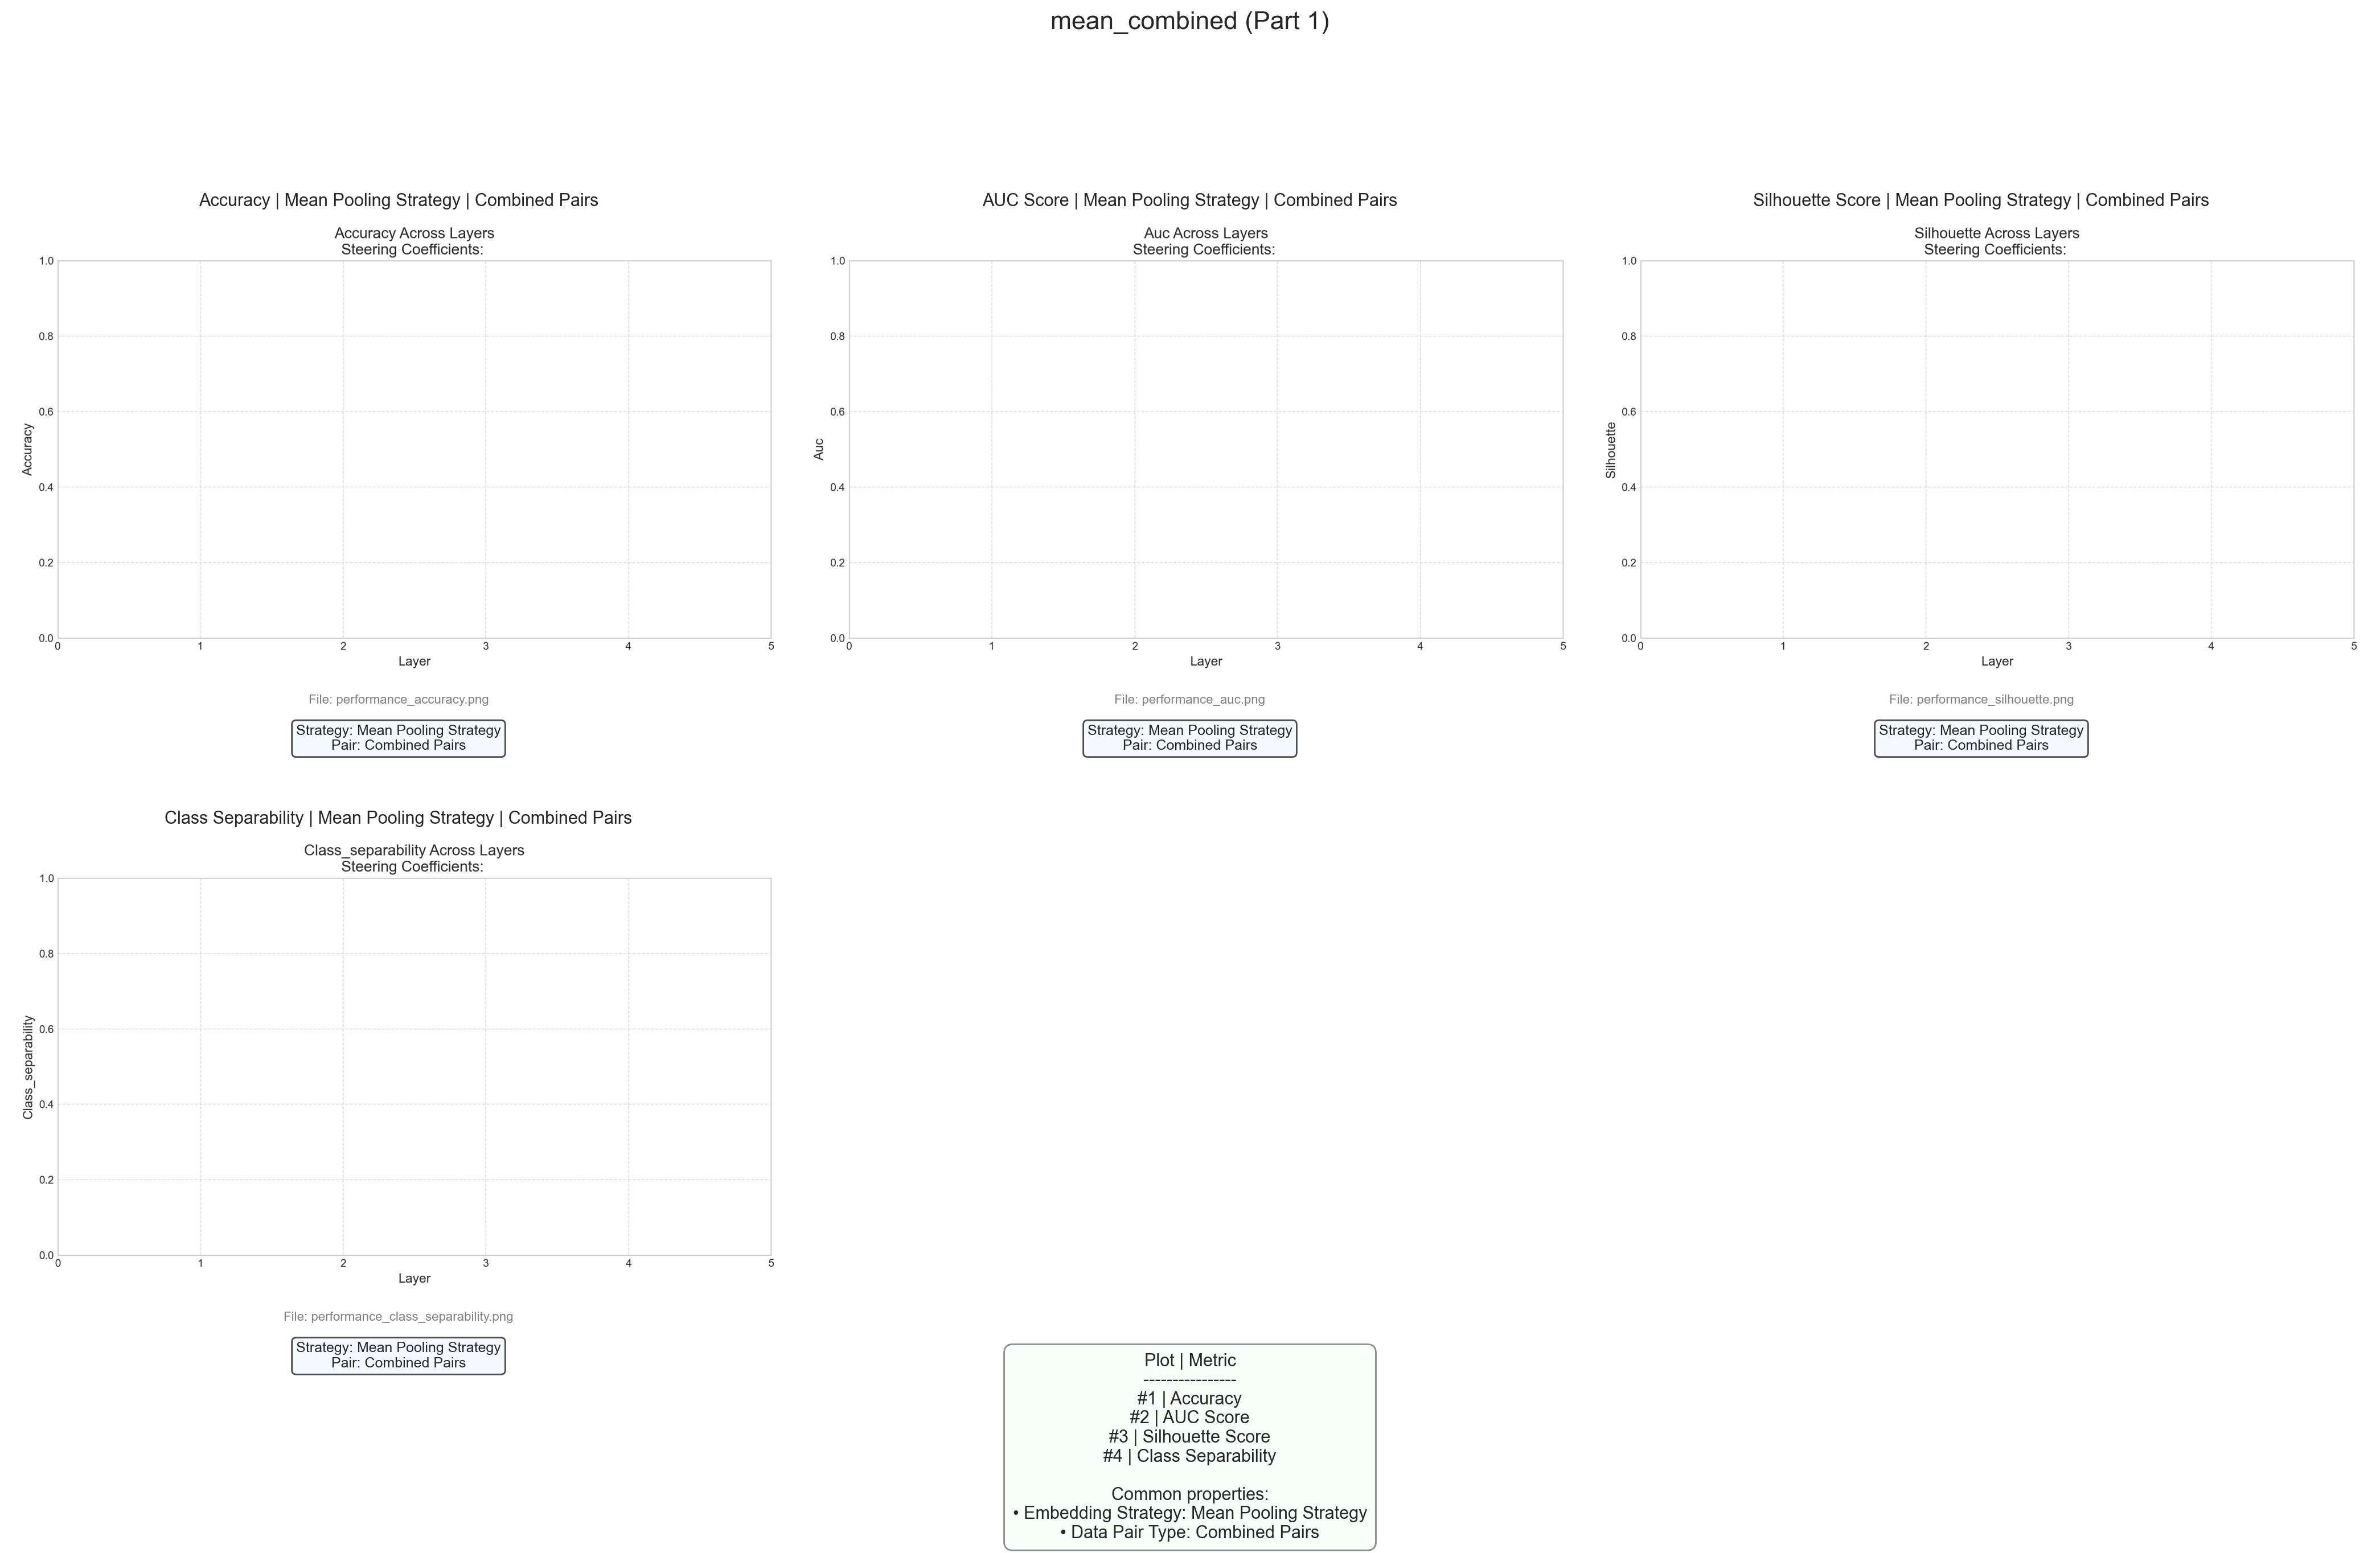 mean_combined (Part 1)
Accuracy | Mean Pooling Strategy | Combined Pairs
Accuracy Across Layers
Steering Coefficients:
1.0
0.8
0.6
0.4
0.2
0.0
Accuracy
0 1 2 3 4 5
Layer
File: performance_accuracy.png
Strategy: Mean Pooling Strategy
Pair: Combined Pairs
AUC Score | Mean Pooling Strategy | Combined Pairs
Auc Across Layers
Steering Coefficients:
1.0
0.8
0.6
0.4
0.2
0.0
Auc
0 1 2 3 4 5
Layer
File: performance_auc.png
Strategy: Mean Pooling Strategy
Pair: Combined Pairs
Silhouette Score | Mean Pooling Strategy | Combined Pairs
Silhouette Across Layers
Steering Coefficients:
1.0
0.8
0.6
0.4
0.2
0.0
Silhouette
0 1 2 3 4 5
Layer
File: performance_silhouette.png
Strategy: Mean Pooling Strategy
Pair: Combined Pairs
Class Separability | Mean Pooling Strategy | Combined Pairs
Class_separability Across Layers
Steering Coefficients:
1.0
0.8
0.6
0.4
0.2
0.0
Class_separability
0 1 2 3 4 5
Layer
File: performance_class_separability.png
Strategy: Mean Pooling Strategy
Pair: Combined Pairs
Plot | Metric
----------------
#1 | Accuracy
#2 | AUC Score
#3 | Silhouette Score
#4 | Class Separability
Common properties:
• Embedding Strategy: Mean Pooling Strategy
• Data Pair Type: Combined Pairs